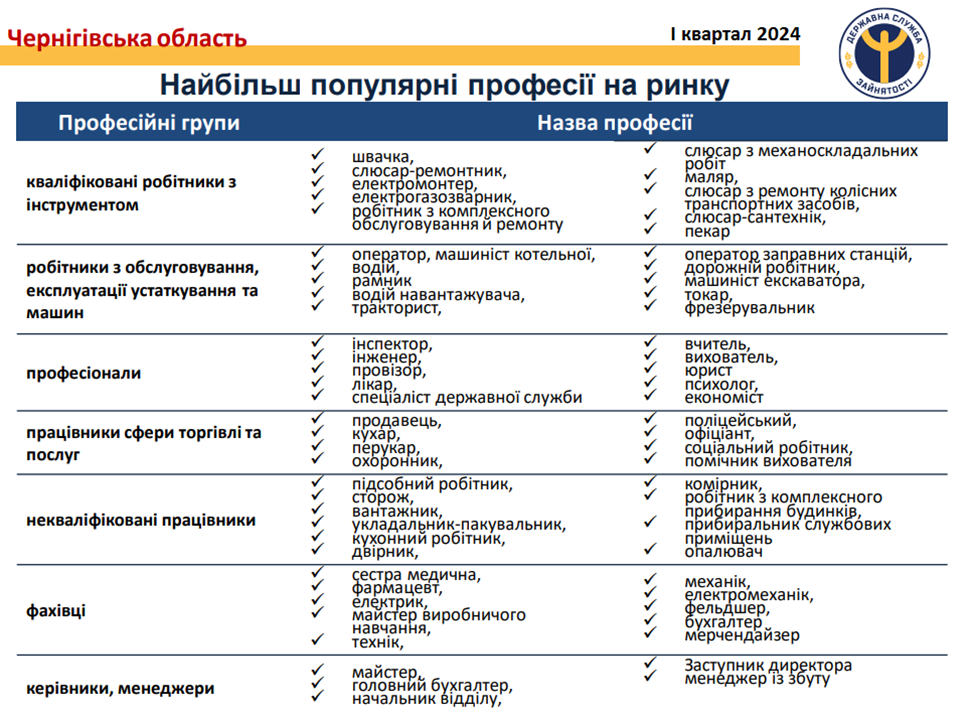 Чернігівська область
І квартал 2024
ДЕРЖАВНА СЛУЖБА
ЗАЙНЯТОСТІ
Найбільш популярні професії на ринку
Професійні групи
Назва професії
кваліфіковані робітники з
інструментом
швачка,
слюсар-ремонтник,
електромонтер,
електрогазозварник,
робітник з комплексного
обслуговування й ремонту
слюсар з механоскладальних
робіт
маляр,
слюсар з ремонту колісних
транспортних засобів,
слюсар-сантехнік,
пекар
робітники з обслуговування,
експлуатації устаткування та
машин
оператор, машиніст котельної,
водій,
рамник
водій навантажувача,
тракторист,
оператор заправних станцій,
дорожній робітник,
машиніст екскаватора,
токар,
фрезерувальник
професіонали
інспектор,
інженер,
провізор,
лікар,
спеціаліст державної служби
вчитель,
вихователь,
юрист
психолог,
економіст
працівники сфери торгівлі та
послуг
продавець,
кухар,
перукар,
охоронник,
поліцейський,
офіціант,
соціальний робітник,
помічник вихователя
некваліфіковані працівники
підсобний робітник,
сторож,
вантажник,
укладальник-пакувальник,
кухонний робітник,
двірник,
комірник,
робітник з комплексного
прибирання будинків,
прибиральник службових
приміщень
опалювач
фахівці
сестра медична,
фармацевт,
електрик,
майстер виробничого
навчання,
технік,
механік,
електромеханік,
фельдшер,
бухгалтер
мерчендайзер
керівники, менеджери
майстер,
головний бухгалтер,
начальник відділу,
Заступник директора
менеджер із збуту